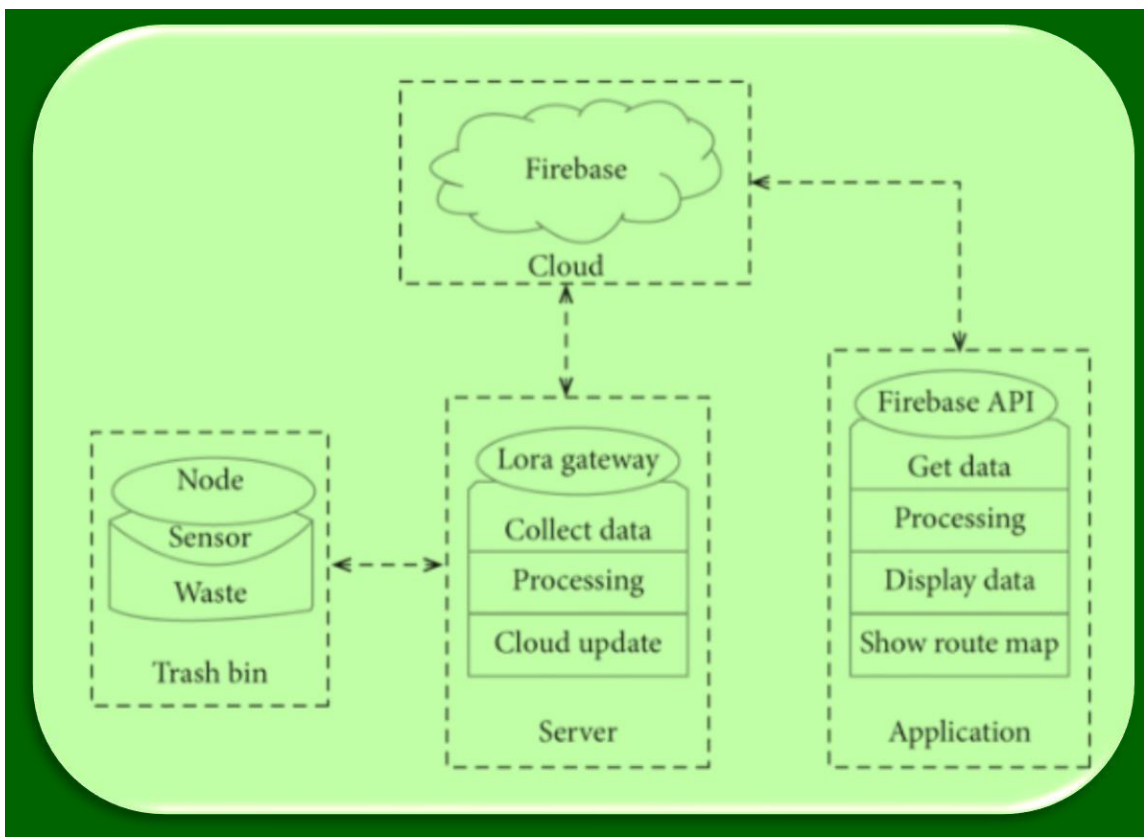 Firebase
Cloud
Node
Sensor
Waste
Trash bin
Lora gateway
Collect data
Processing
Cloud update
Server
Firebase API
Get data
Processing
Display data
Show route map
Application